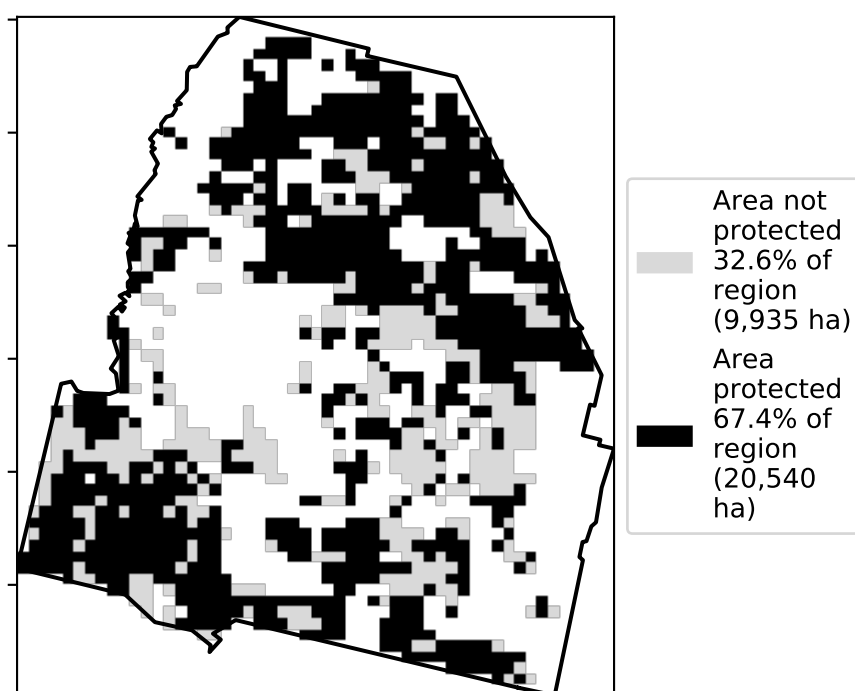 Area not
protected
32.6% of
region
(9,935 ha)
Area
protected
67.4% of
region
(20,540
ha)